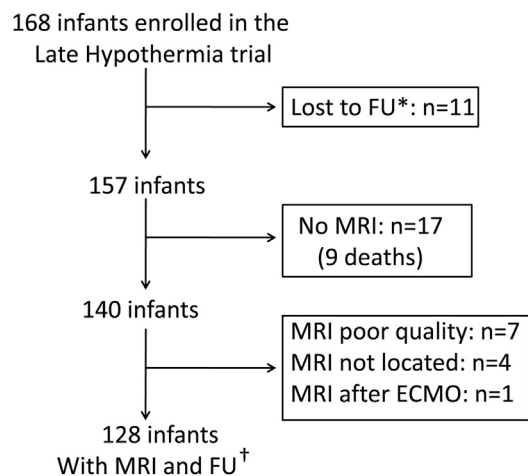 168 infants enrolled in the
Late Hypothermia trial
Lost to FU*: n=11
157 infants
No MRI: n=17
(9 deaths)
140 infants
MRI poor quality: n=7
MRI not located: n=4
MRI after ECMO: n=1
128 infants
With MRI and FU†